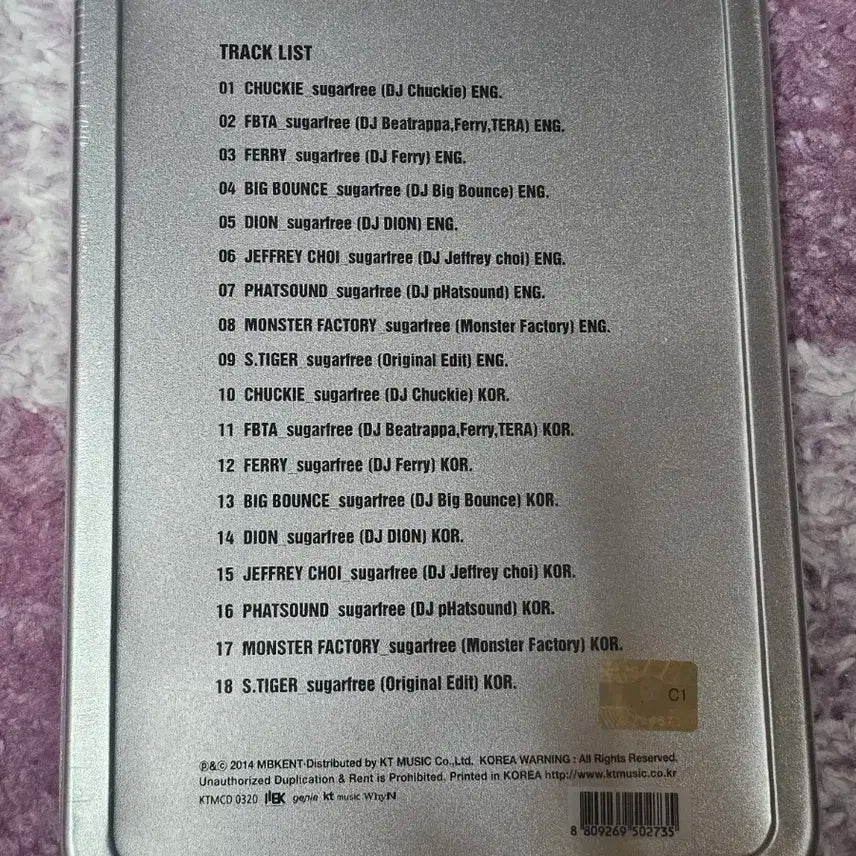 TRACK LIST
01 CHUCKIE_sugarfree (DJ Chuckie) ENG.
02 FBTA_sugarfree (DJ Beatrappa,Ferry,TERA) ENG.
03 FERRY_sugarfree (DJ Ferry) ENG.
04 BIG BOUNCE_sugarfree (DJ Big Bounce) ENG.
05 DION_sugarfree (DJ DION) ENG.
06 JEFFREY CHOI_sugarfree (DJ Jeffrey choi) ENG.
07 PHATSOUND_sugarfree (DJ pHatsound) ENG.
08 MONSTER FACTORY_sugarfree (Monster Factory) ENG.
09 S.TIGER_sugarfree (Original Edit) ENG.
10 CHUCKIE_sugarfree (DJ Chuckie) KOR.
11 FBTA_sugarfree (DJ Beatrappa,Ferry,TERA) KOR.
12 FERRY_sugarfree (DJ Ferry) KOR.
13 BIG BOUNCE_sugarfree (DJ Big Bounce) KOR.
14 DION_sugarfree (DJ DION) KOR.
15 JEFFREY CHOI_sugarfree (DJ Jeffrey choi) KOR.
16 PHATSOUND_sugarfree (DJ pHatsound) KOR.
17 MONSTER FACTORY_sugarfree (Monster Factory) KOR.
18 S.TIGER_sugarfree (Original Edit) KOR.
C1
℗&© 2014 MBKENT·Distributed by KT MUSIC Co.,Ltd. KOREA WARNING : All Rights Reserved.
Unauthorized Duplication & Rent is Prohibited. Printed in KOREA http://www.ktmusic.co.kr
KTMCD 0320 genie kt music WhyN
8 809269 502735